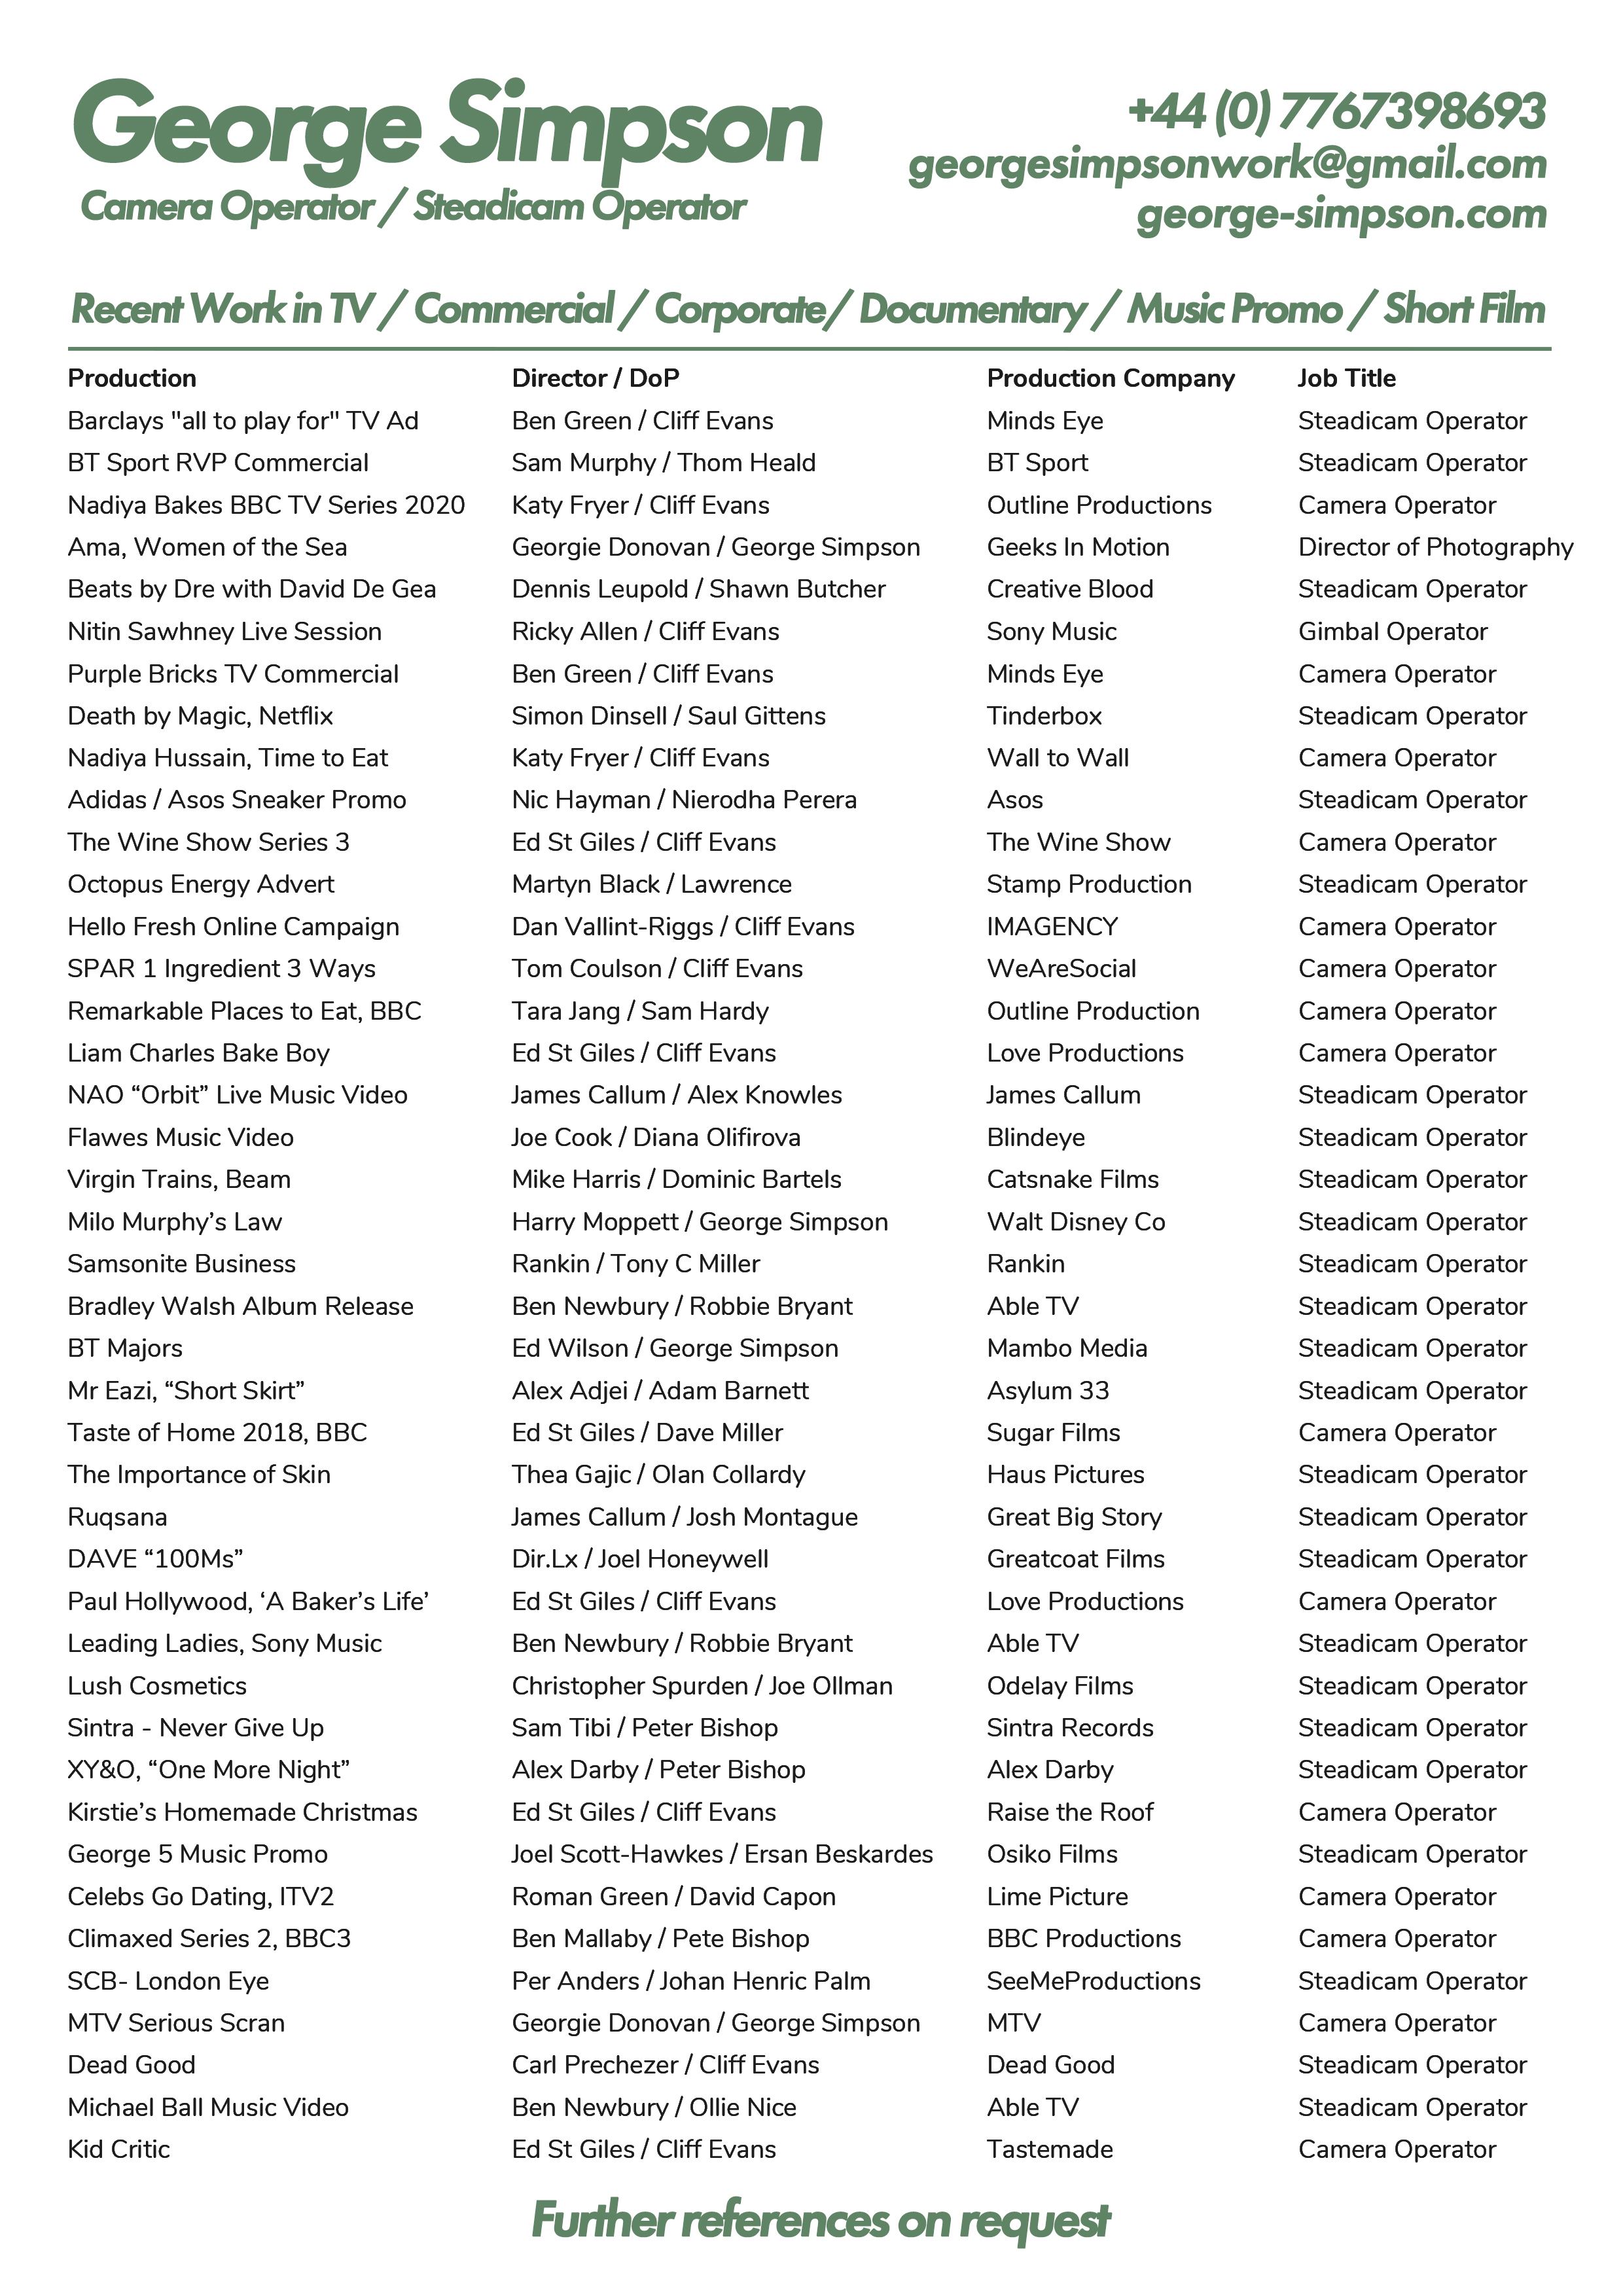 George Simpson
Camera Operator / Steadicam Operator
+44 (0) 7767398693
georgesimpsonwork@gmail.com
george-simpson.com
Recent Work in TV / Commercial / Corporate/ Documentary / Music Promo / Short Film
Production Director / DoP Production Company Job Title
Barclays "all to play for" TV Ad Ben Green / Cliff Evans Minds Eye Steadicam Operator
BT Sport RVP Commercial Sam Murphy / Thom Heald BT Sport Steadicam Operator
Nadiya Bakes BBC TV Series 2020 Katy Fryer / Cliff Evans Outline Productions Camera Operator
Ama, Women of the Sea Georgie Donovan / George Simpson Geeks In Motion Director of Photography
Beats by Dre with David De Gea Dennis Leupold / Shawn Butcher Creative Blood Steadicam Operator
Nitin Sawhney Live Session Ricky Allen / Cliff Evans Sony Music Gimbal Operator
Purple Bricks TV Commercial Ben Green / Cliff Evans Minds Eye Camera Operator
Death by Magic, Netflix Simon Dinsell / Saul Gittens Tinderbox Steadicam Operator
Nadiya Hussain, Time to Eat Katy Fryer / Cliff Evans Wall to Wall Camera Operator
Adidas / Asos Sneaker Promo Nic Hayman / Nierodha Perera Asos Steadicam Operator
The Wine Show Series 3 Ed St Giles / Cliff Evans The Wine Show Camera Operator
Octopus Energy Advert Martyn Black / Lawrence Stamp Production Steadicam Operator
Hello Fresh Online Campaign Dan Vallint-Riggs / Cliff Evans IMAGENCY Camera Operator
SPAR 1 Ingredient 3 Ways Tom Coulson / Cliff Evans WeAreSocial Camera Operator
Remarkable Places to Eat, BBC Tara Jang / Sam Hardy Outline Production Camera Operator
Liam Charles Bake Boy Ed St Giles / Cliff Evans Love Productions Camera Operator
NAO “Orbit” Live Music Video James Callum / Alex Knowles James Callum Steadicam Operator
Flawes Music Video Joe Cook / Diana Olifirova Blindeye Steadicam Operator
Virgin Trains, Beam Mike Harris / Dominic Bartels Catsnake Films Steadicam Operator
Milo Murphy’s Law Harry Moppett / George Simpson Walt Disney Co Steadicam Operator
Samsonite Business Rankin / Tony C Miller Rankin Steadicam Operator
Bradley Walsh Album Release Ben Newbury / Robbie Bryant Able TV Steadicam Operator
BT Majors Ed Wilson / George Simpson Mambo Media Steadicam Operator
Mr Eazi, “Short Skirt” Alex Adjei / Adam Barnett Asylum 33 Steadicam Operator
Taste of Home 2018, BBC Ed St Giles / Dave Miller Sugar Films Camera Operator
The Importance of Skin Thea Gajic / Olan Collardy Haus Pictures Steadicam Operator
Ruqsana James Callum / Josh Montague Great Big Story Steadicam Operator
DAVE “100Ms” Dir.Lx / Joel Honeywell Greatcoat Films Steadicam Operator
Paul Hollywood, ‘A Baker’s Life’ Ed St Giles / Cliff Evans Love Productions Camera Operator
Leading Ladies, Sony Music Ben Newbury / Robbie Bryant Able TV Steadicam Operator
Lush Cosmetics Christopher Spurden / Joe Ollman Odelay Films Steadicam Operator
Sintra - Never Give Up Sam Tibi / Peter Bishop Sintra Records Steadicam Operator
XY&O, “One More Night” Alex Darby / Peter Bishop Alex Darby Steadicam Operator
Kirstie’s Homemade Christmas Ed St Giles / Cliff Evans Raise the Roof Camera Operator
George 5 Music Promo Joel Scott-Hawkes / Ersan Beskardes Osiko Films Steadicam Operator
Celebs Go Dating, ITV2 Roman Green / David Capon Lime Picture Camera Operator
Climaxed Series 2, BBC3 Ben Mallaby / Pete Bishop BBC Productions Camera Operator
SCB- London Eye Per Anders / Johan Henric Palm SeeMeProductions Steadicam Operator
MTV Serious Scran Georgie Donovan / George Simpson MTV Camera Operator
Dead Good Carl Prechezer / Cliff Evans Dead Good Steadicam Operator
Michael Ball Music Video Ben Newbury / Ollie Nice Able TV Steadicam Operator
Kid Critic Ed St Giles / Cliff Evans Tastemade Camera Operator
Further references on request